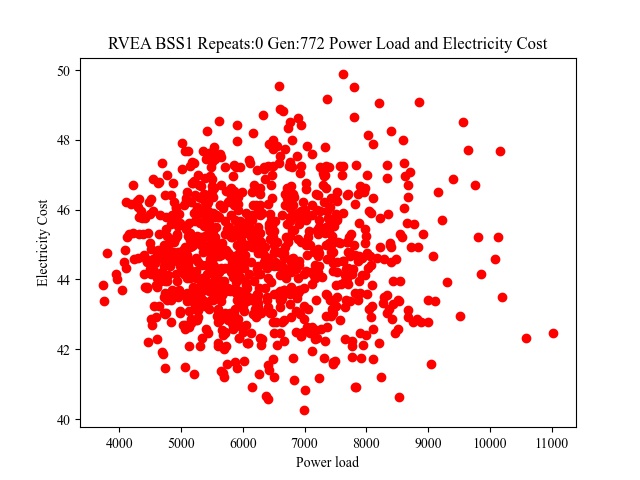 RVEA BSS1 Repeats:0 Gen:772 Power Load and Electricity Cost
50
48
46
44
42
40
Electricity Cost
4000 5000 6000 7000 8000 9000 10000 11000
Power load